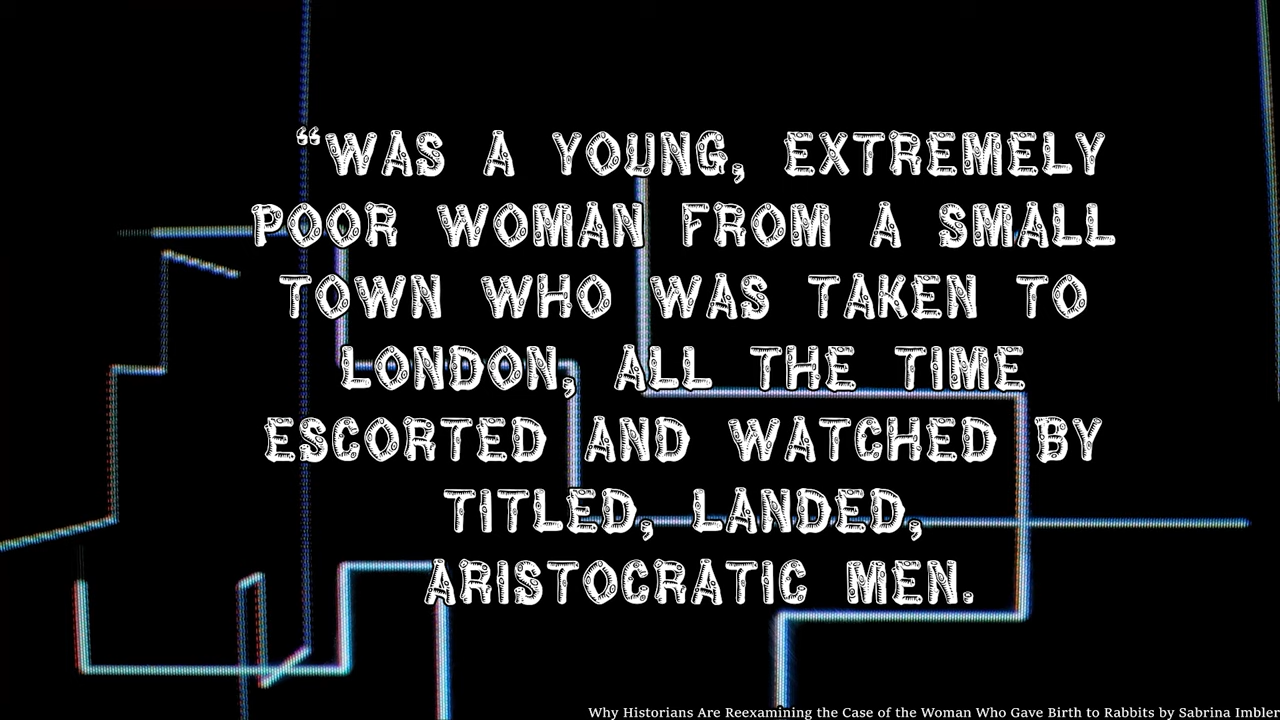 “WAS A YOUNG, EXTREMELY
POOR WOMAN FROM A SMALL
TOWN WHO WAS TAKEN TO
LONDON, ALL THE TIME
ESCORTED AND WATCHED BY
TITLED, LANDED,
ARISTOCRATIC MEN.
Why Historians Are Reexamining the Case of the Woman Who Gave Birth to Rabbits by Sabrina Imbler